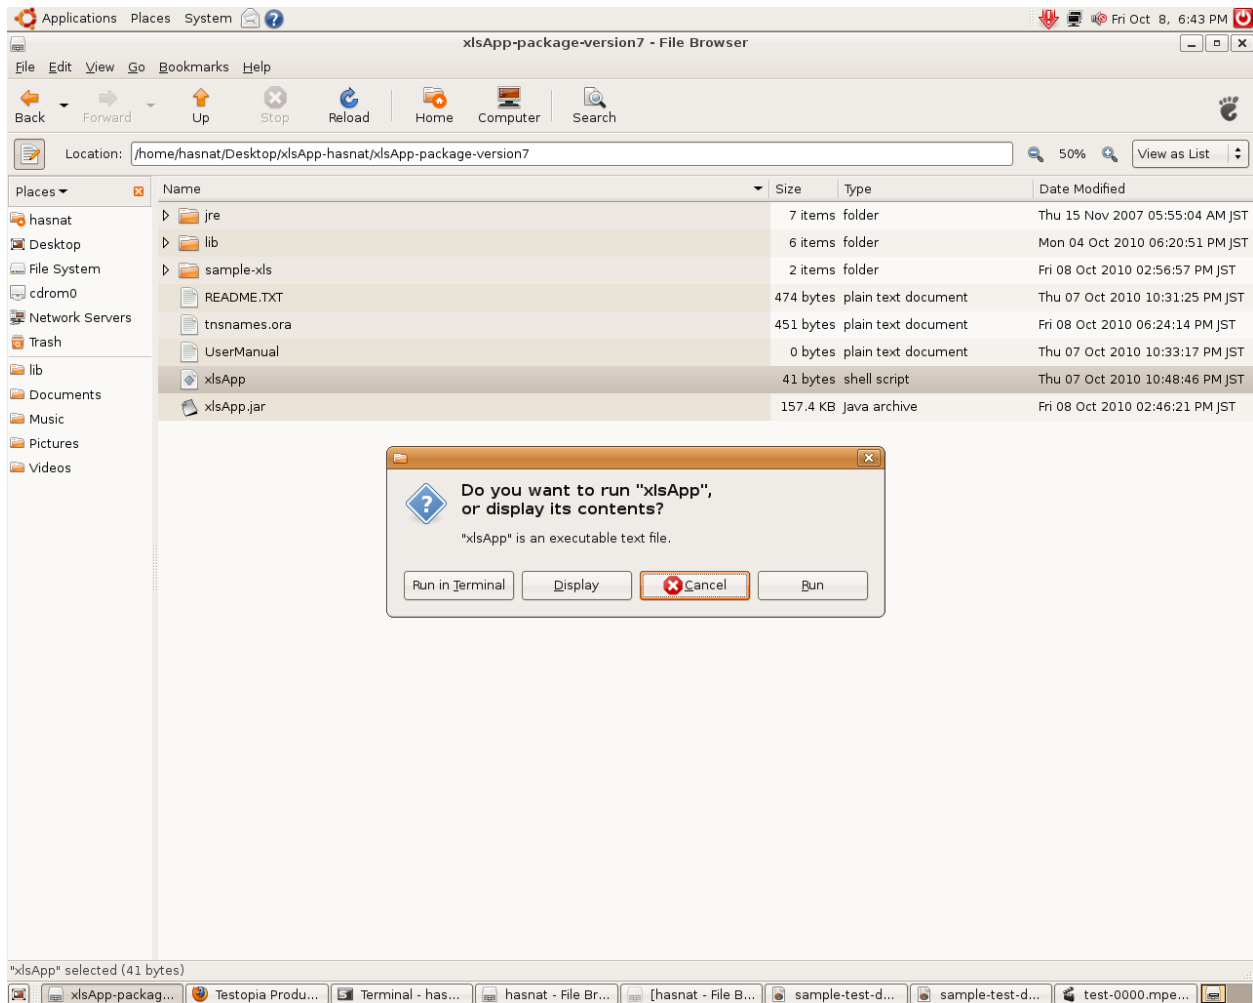 Applications Places System Fri Oct 8, 6:43 PM
xlsApp-package-version7 - File Browser
File Edit View Go Bookmarks Help
Back Forward Up Stop Reload Home Computer Search
Location: /home/hasnat/Desktop/xlsApp-hasnat/xlsApp-package-version7 50% View as List
Places Name Size Type Date Modified
hasnat
Desktop
File System
cdrom0
Network Servers
Trash
lib
Documents
Music
Pictures
Videos
jre 7 items folder Thu 15 Nov 2007 05:55:04 AM JST
lib 6 items folder Mon 04 Oct 2010 06:20:51 PM JST
sample-xls 2 items folder Fri 08 Oct 2010 02:56:57 PM JST
README.TXT 474 bytes plain text document Thu 07 Oct 2010 10:31:25 PM JST
tnsnames.ora 451 bytes plain text document Fri 08 Oct 2010 06:24:14 PM JST
UserManual 0 bytes plain text document Thu 07 Oct 2010 10:33:17 PM JST
xlsApp 41 bytes shell script Thu 07 Oct 2010 10:48:46 PM JST
xlsApp.jar 157.4 KB Java archive Fri 08 Oct 2010 02:46:21 PM JST
Do you want to run "xlsApp",
or display its contents?
"xlsApp" is an executable text file.
Run in Terminal Display Cancel Run
"xlsApp" selected (41 bytes)
xlsApp-packag... Testopia Produ... Terminal - has... hasnat - File Br... [hasnat - File B... sample-test-d... sample-test-d... test-0000.mpe...